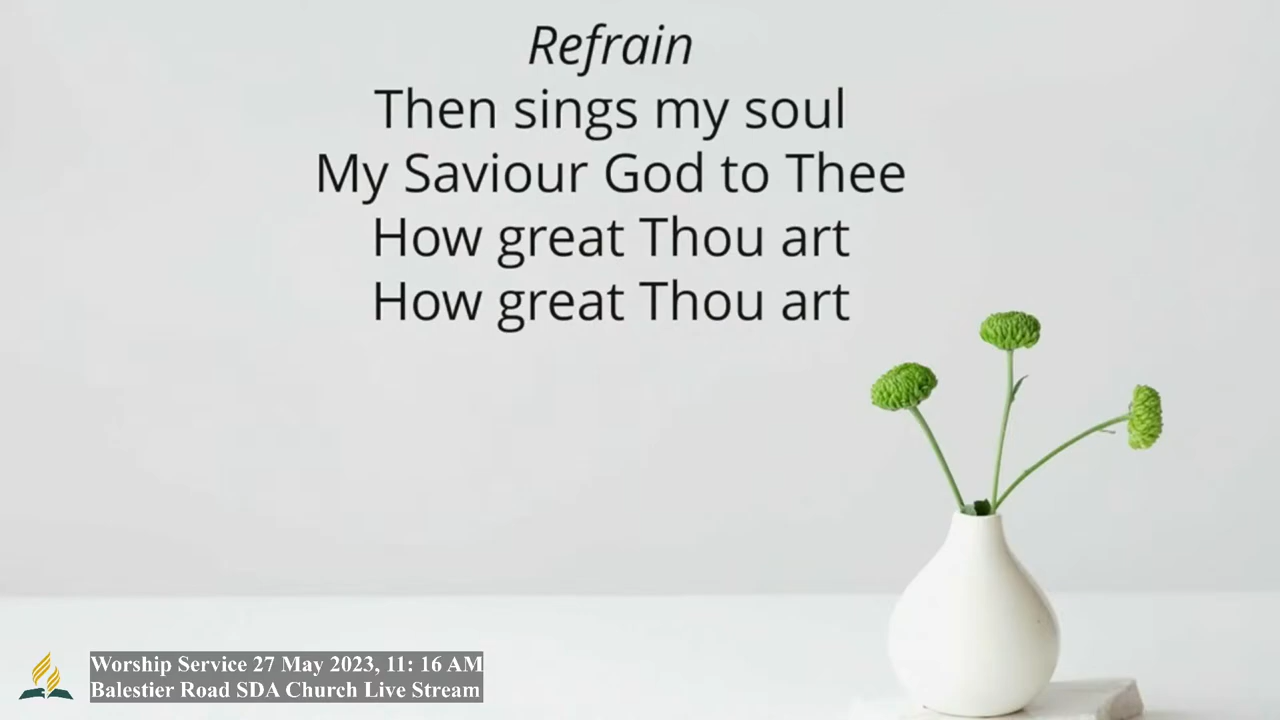 Refrain
Then sings my soul
My Saviour God to Thee
How great Thou art
How great Thou art
Worship Service 27 May 2023, 11: 16 AM
Balestier Road SDA Church Live Stream